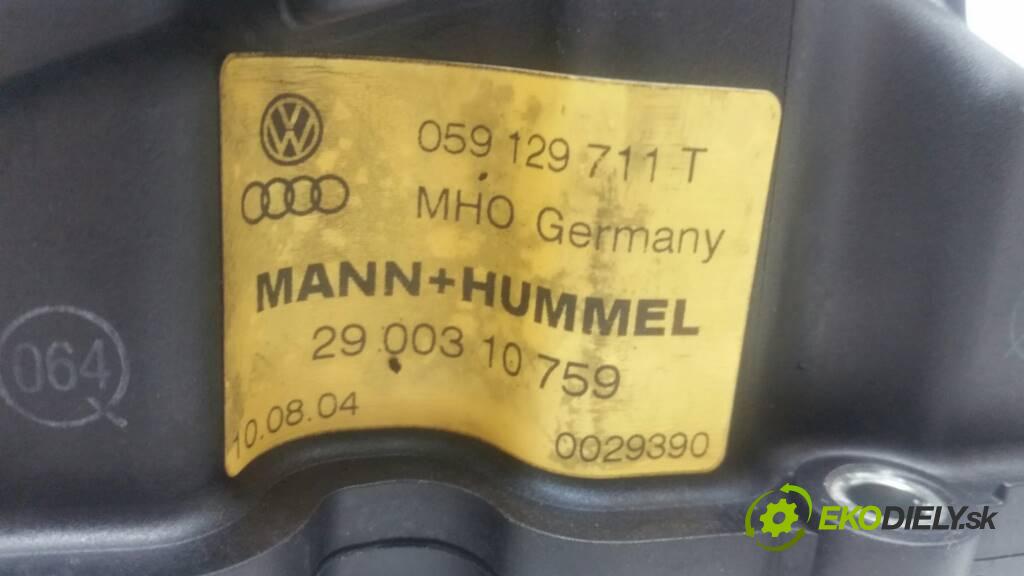 059 129 711 T
MHO Germany
MANN+HUMMEL
29 003 10 759
10.08.04
0029390
064
EKODIELY.sk